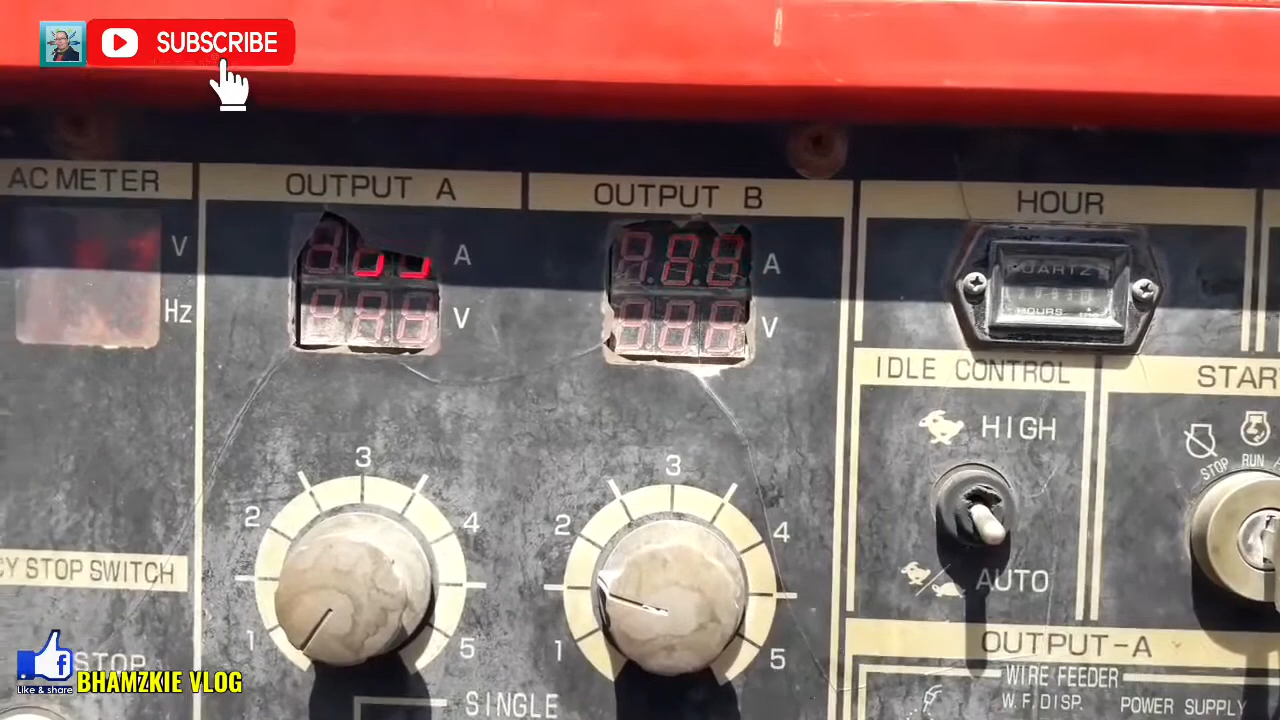 SUBSCRIBE
AC METER
V
Hz
OUTPUT A
A
V
OUTPUT B
A
V
HOUR
QUARTZ
HOURS
IDLE CONTROL
HIGH
AUTO
STAR
STOP
RUN
1
2
3
4
5
1
2
3
4
5
CY STOP SWITCH
STOP
SINGLE
OUTPUT-A
WIRE FEEDER
W.F. DISP.
POWER SUPPLY
Like & share
BHAMZKIE VLOG